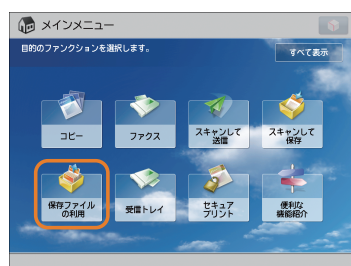 メインメニュー
目的のファンクションを選択します。
すべて表示
コピー
ファクス
スキャンして
送信
スキャンして
保存
保存ファイル
の利用
受信トレイ
セキュア
プリント
便利な
機能紹介